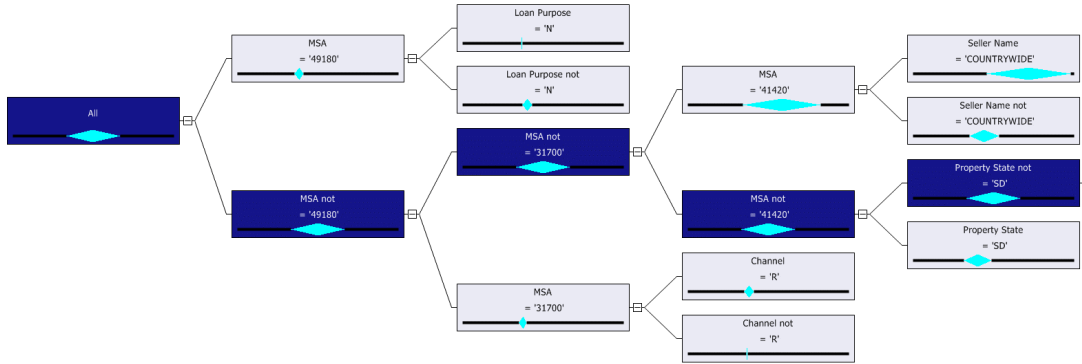 All
MSA
= '49180'
MSA not
= '49180'
Loan Purpose
= 'N'
Loan Purpose not
= 'N'
MSA not
= '31700'
MSA
= '31700'
MSA
= '41420'
MSA not
= '41420'
Channel
= 'R'
Channel not
= 'R'
Seller Name
= 'COUNTRYWIDE'
Seller Name not
= 'COUNTRYWIDE'
Property State not
= 'SD'
Property State
= 'SD'